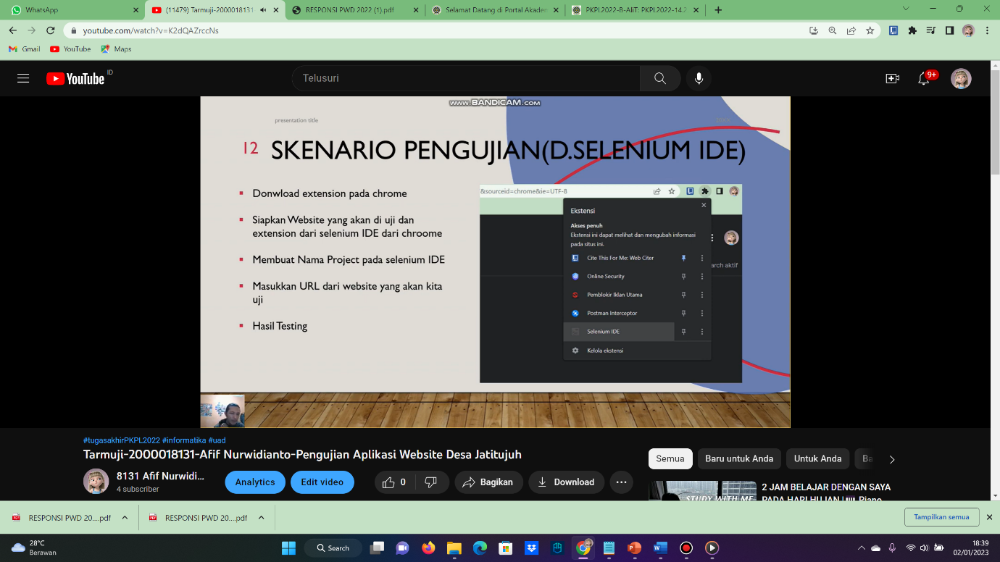 WhatsApp
(11479) Tarmuji-2000018131
RESPONSI PWD 2022 (1).pdf
Selamat Datang di Portal Akadem
PKPL2022-B-AliT: PKPL2022-14.2
youtube.com/watch?v=K2dQAZrccNs
Gmail
YouTube
Maps
YouTube
ID
Telusuri
9+
WWW.BANDICAM.COM
presentation title
20XX
12 SKENARIO PENGUJIAN(D.SELENIUM IDE)
Donwload extension pada chrome
Siapkan Website yang akan di uji dan
extension dari selenium IDE dari chroome
Membuat Nama Project pada selenium IDE
Masukkan URL dari website yang akan kita
uji
Hasil Testing
&sourceid=chrome&ie=UTF-8
Ekstensi
Akses penuh
Ekstensi ini dapat melihat dan mengubah informasi
pada situs ini.
Cite This For Me: Web Citer
arch aktif
Online Security
Pemblokir Iklan Utama
Postman Interceptor
Selenium IDE
Kelola ekstensi
#tugasakhirPKPL2022 #informatika #uad
Tarmuji-2000018131-Afif Nurwidianto-Pengujian Aplikasi Website Desa Jatitujuh
8131 Afif Nurwidi...
4 subscriber
Analytics
Edit video
0
Bagikan
Download
Semua
Baru untuk Anda
Untuk Anda
Ba
STUDY WITH ME
2 JAM BELAJAR DENGAN SAYA
PADA HARI HUJAN
Piano
RESPONSI PWD 20....pdf
RESPONSI PWD 20....pdf
Tampilkan semua
28°C
Berawan
Search
18:39
02/01/2023